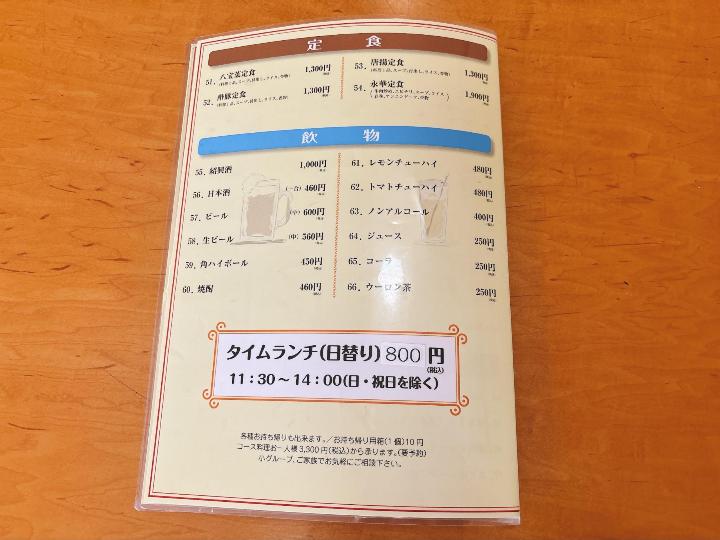 定食
51. 八宝菜定食 1,300円
52. 酢豚定食 1,300円
53. 唐揚定食 1,300円
54. 永華定食 1,900円
飲物
55. 紹興酒 1,000円
56. 日本酒 (一合) 460円
57. ビール (中) 600円
58. 生ビール (中) 560円
59. 角ハイボール 450円
60. 焼酎 460円
61. レモンチューハイ 480円
62. トマトチューハイ 480円
63. ノンアルコール 400円
64. ジュース 250円
65. コーラ 250円
66. ウーロン茶 250円
タイムランチ(日替り) 800円(税込)
11:30～14:00(日・祝日を除く)
各種お持ち帰りも出来ます。/お持ち帰り用箱(1個)10円
コース料理お一人様3,300円(税込)から承ります。(要予約)
小グループ、ご家族でお気軽にご相談下さい。